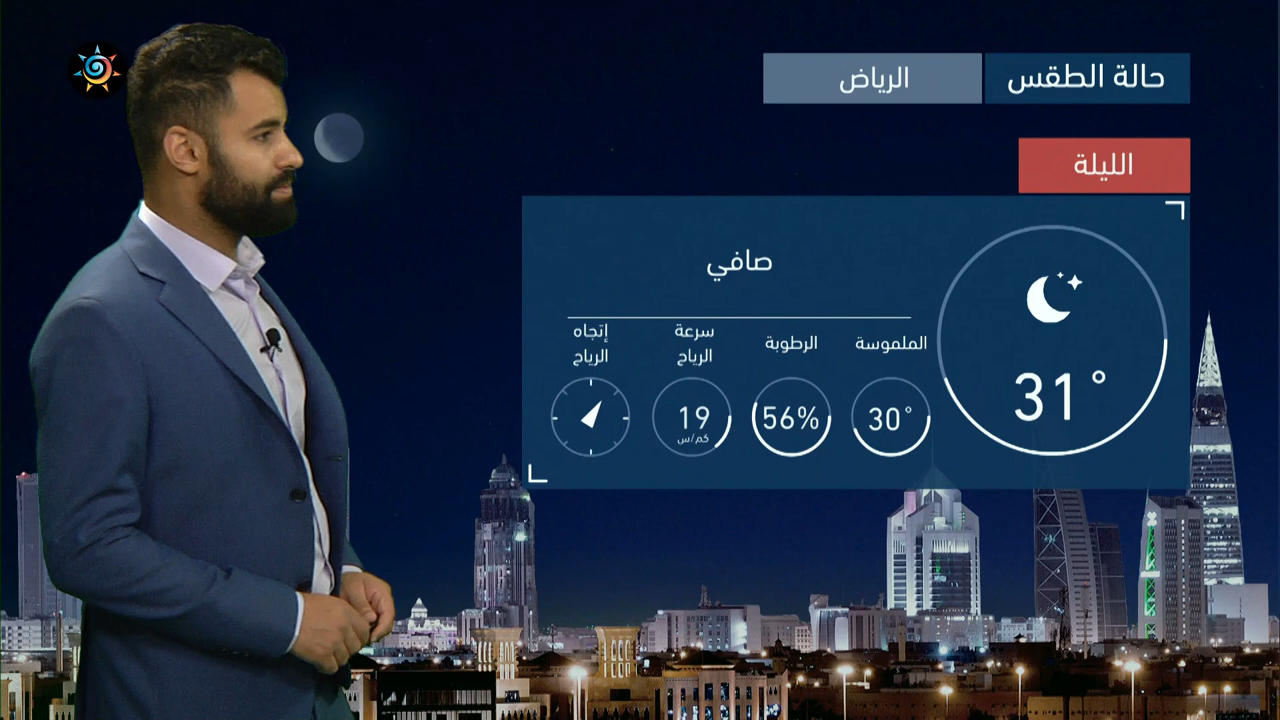 حالة الطقس
الرياض
الليلة
31°
صافي
الملموسة
30°
الرطوبة
56%
سرعة
الرياح
19
كم/س
إتجاه
الرياح